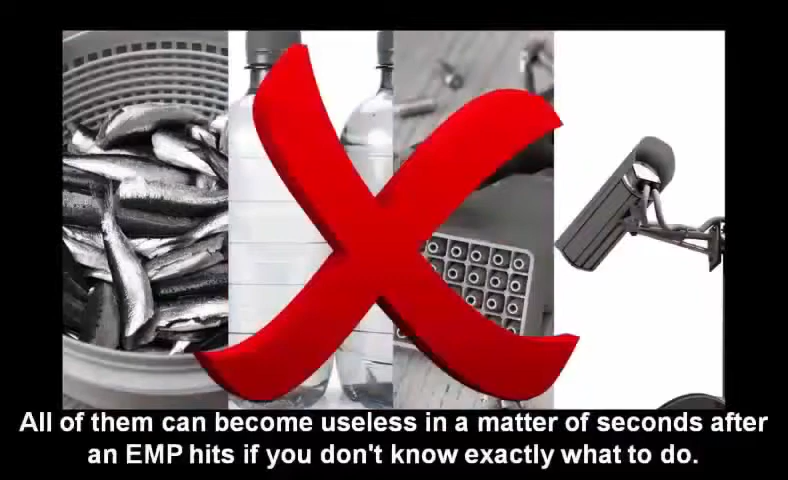 All of them can become useless in a matter of seconds after
an EMP hits if you don't know exactly what to do.